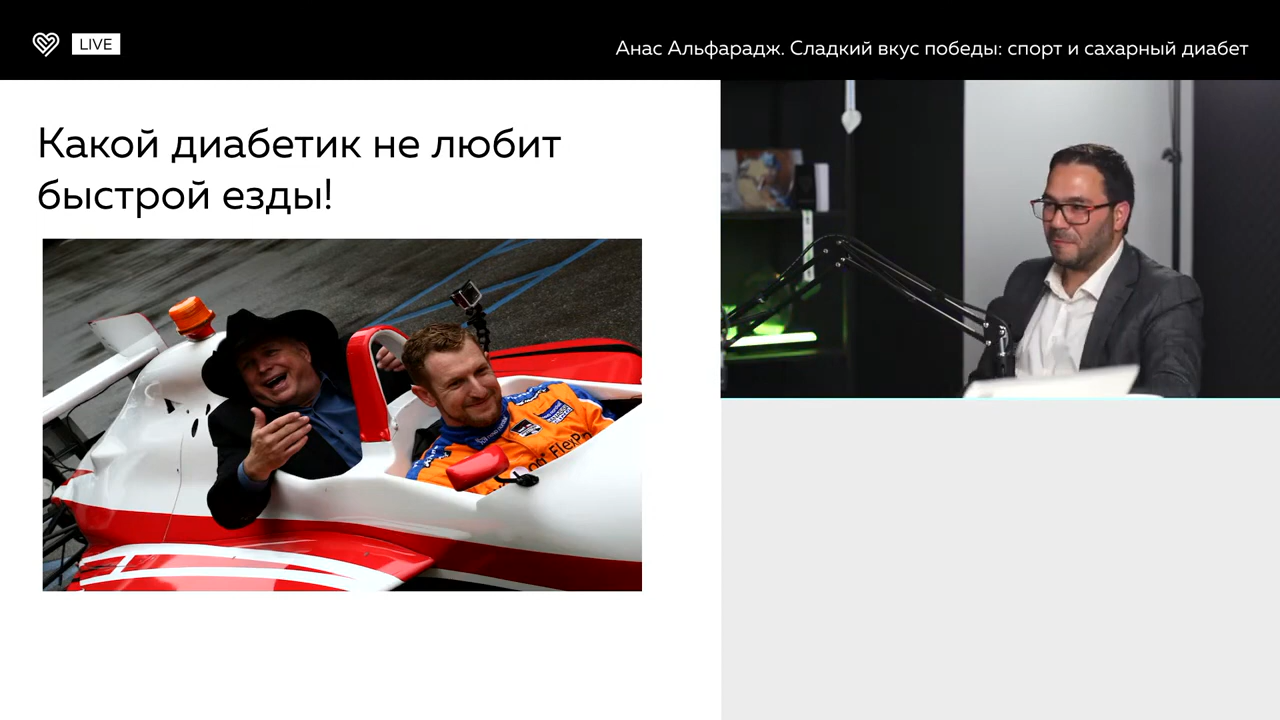 LIVE
Анас Альфарадж. Сладкий вкус победы: спорт и сахарный диабет
Какой диабетик не любит
быстрой езды!